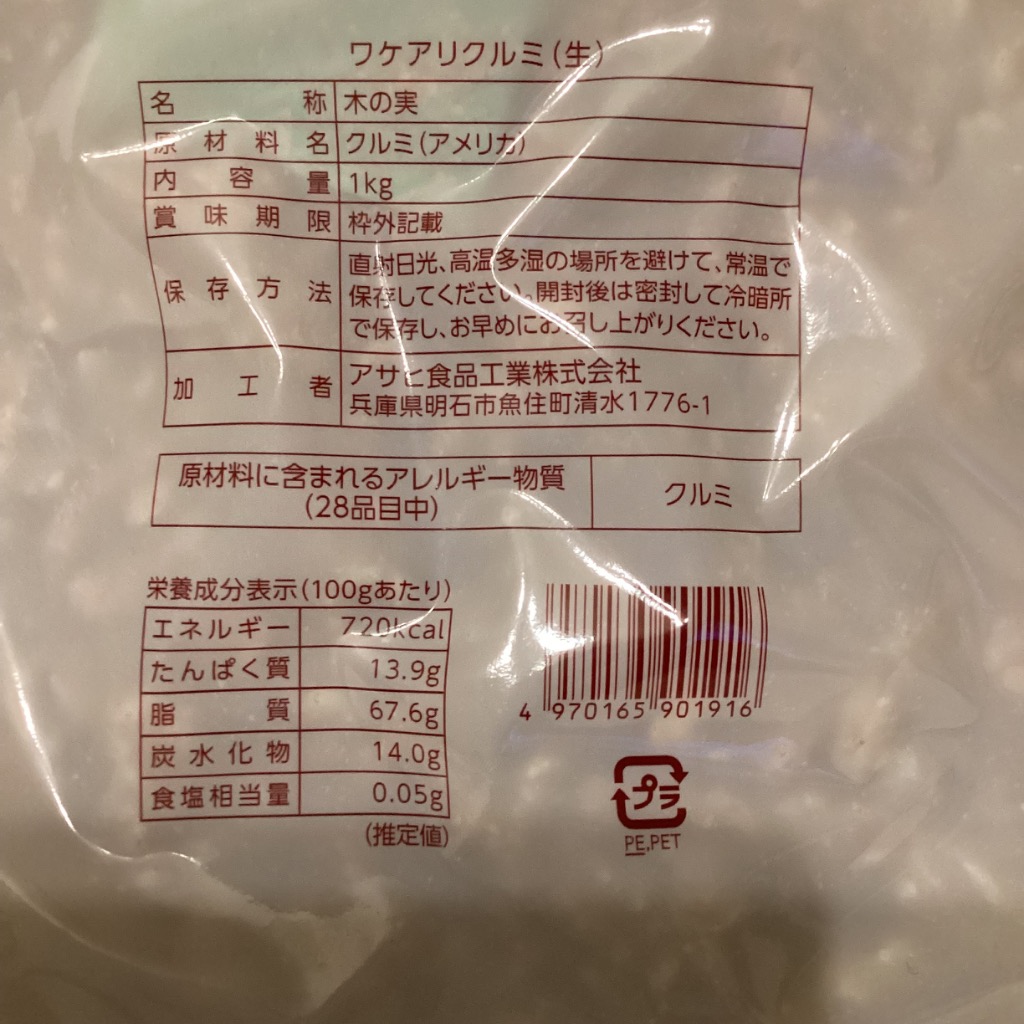 ワケアリクルミ(生)
名称 木の実
原材料名 クルミ(アメリカ)
内容量 1kg
賞味期限 枠外記載
保存方法 直射日光、高温多湿の場所を避けて、常温で
保存してください。開封後は密封して冷暗所
で保存し、お早めにお召し上がりください。
加工者 アサヒ食品工業株式会社
兵庫県明石市魚住町清水1776-1
原材料に含まれるアレルギー物質
(28品目中)
クルミ
栄養成分表示(100gあたり)
エネルギー 720kcal
たんぱく質 13.9g
脂質 67.6g
炭水化物 14.0g
食塩相当量 0.05g
(推定値)
4 970165 901916
プラ
PE,PET